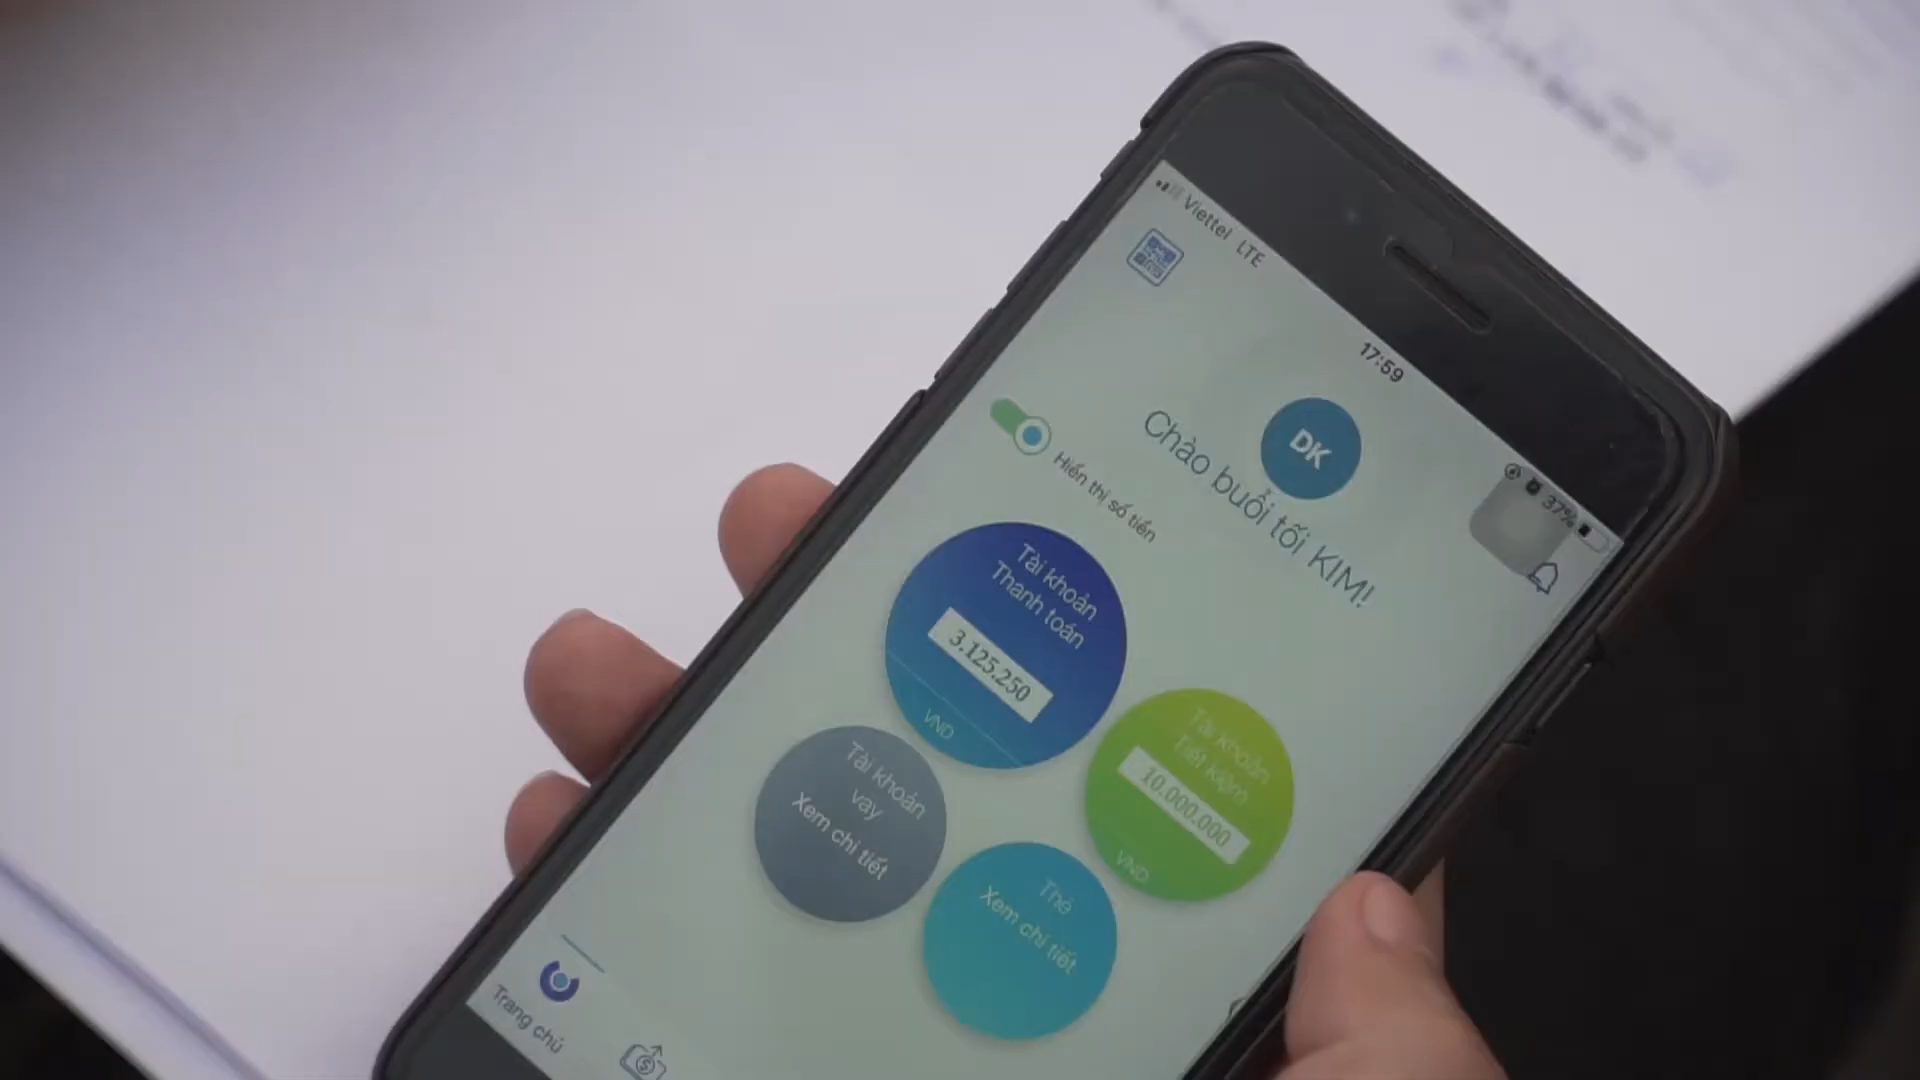 Viettel LTE
17:59
37%
DK
Chào buổi tối KIM!
Hiển thị số tiền
Tài khoản
Thanh toán
3.125.250
VND
Tài khoản
Tiết kiệm
10.000.000
VND
Tài khoản
vay
Xem chi tiết
Thẻ
Xem chi tiết
Trang chủ